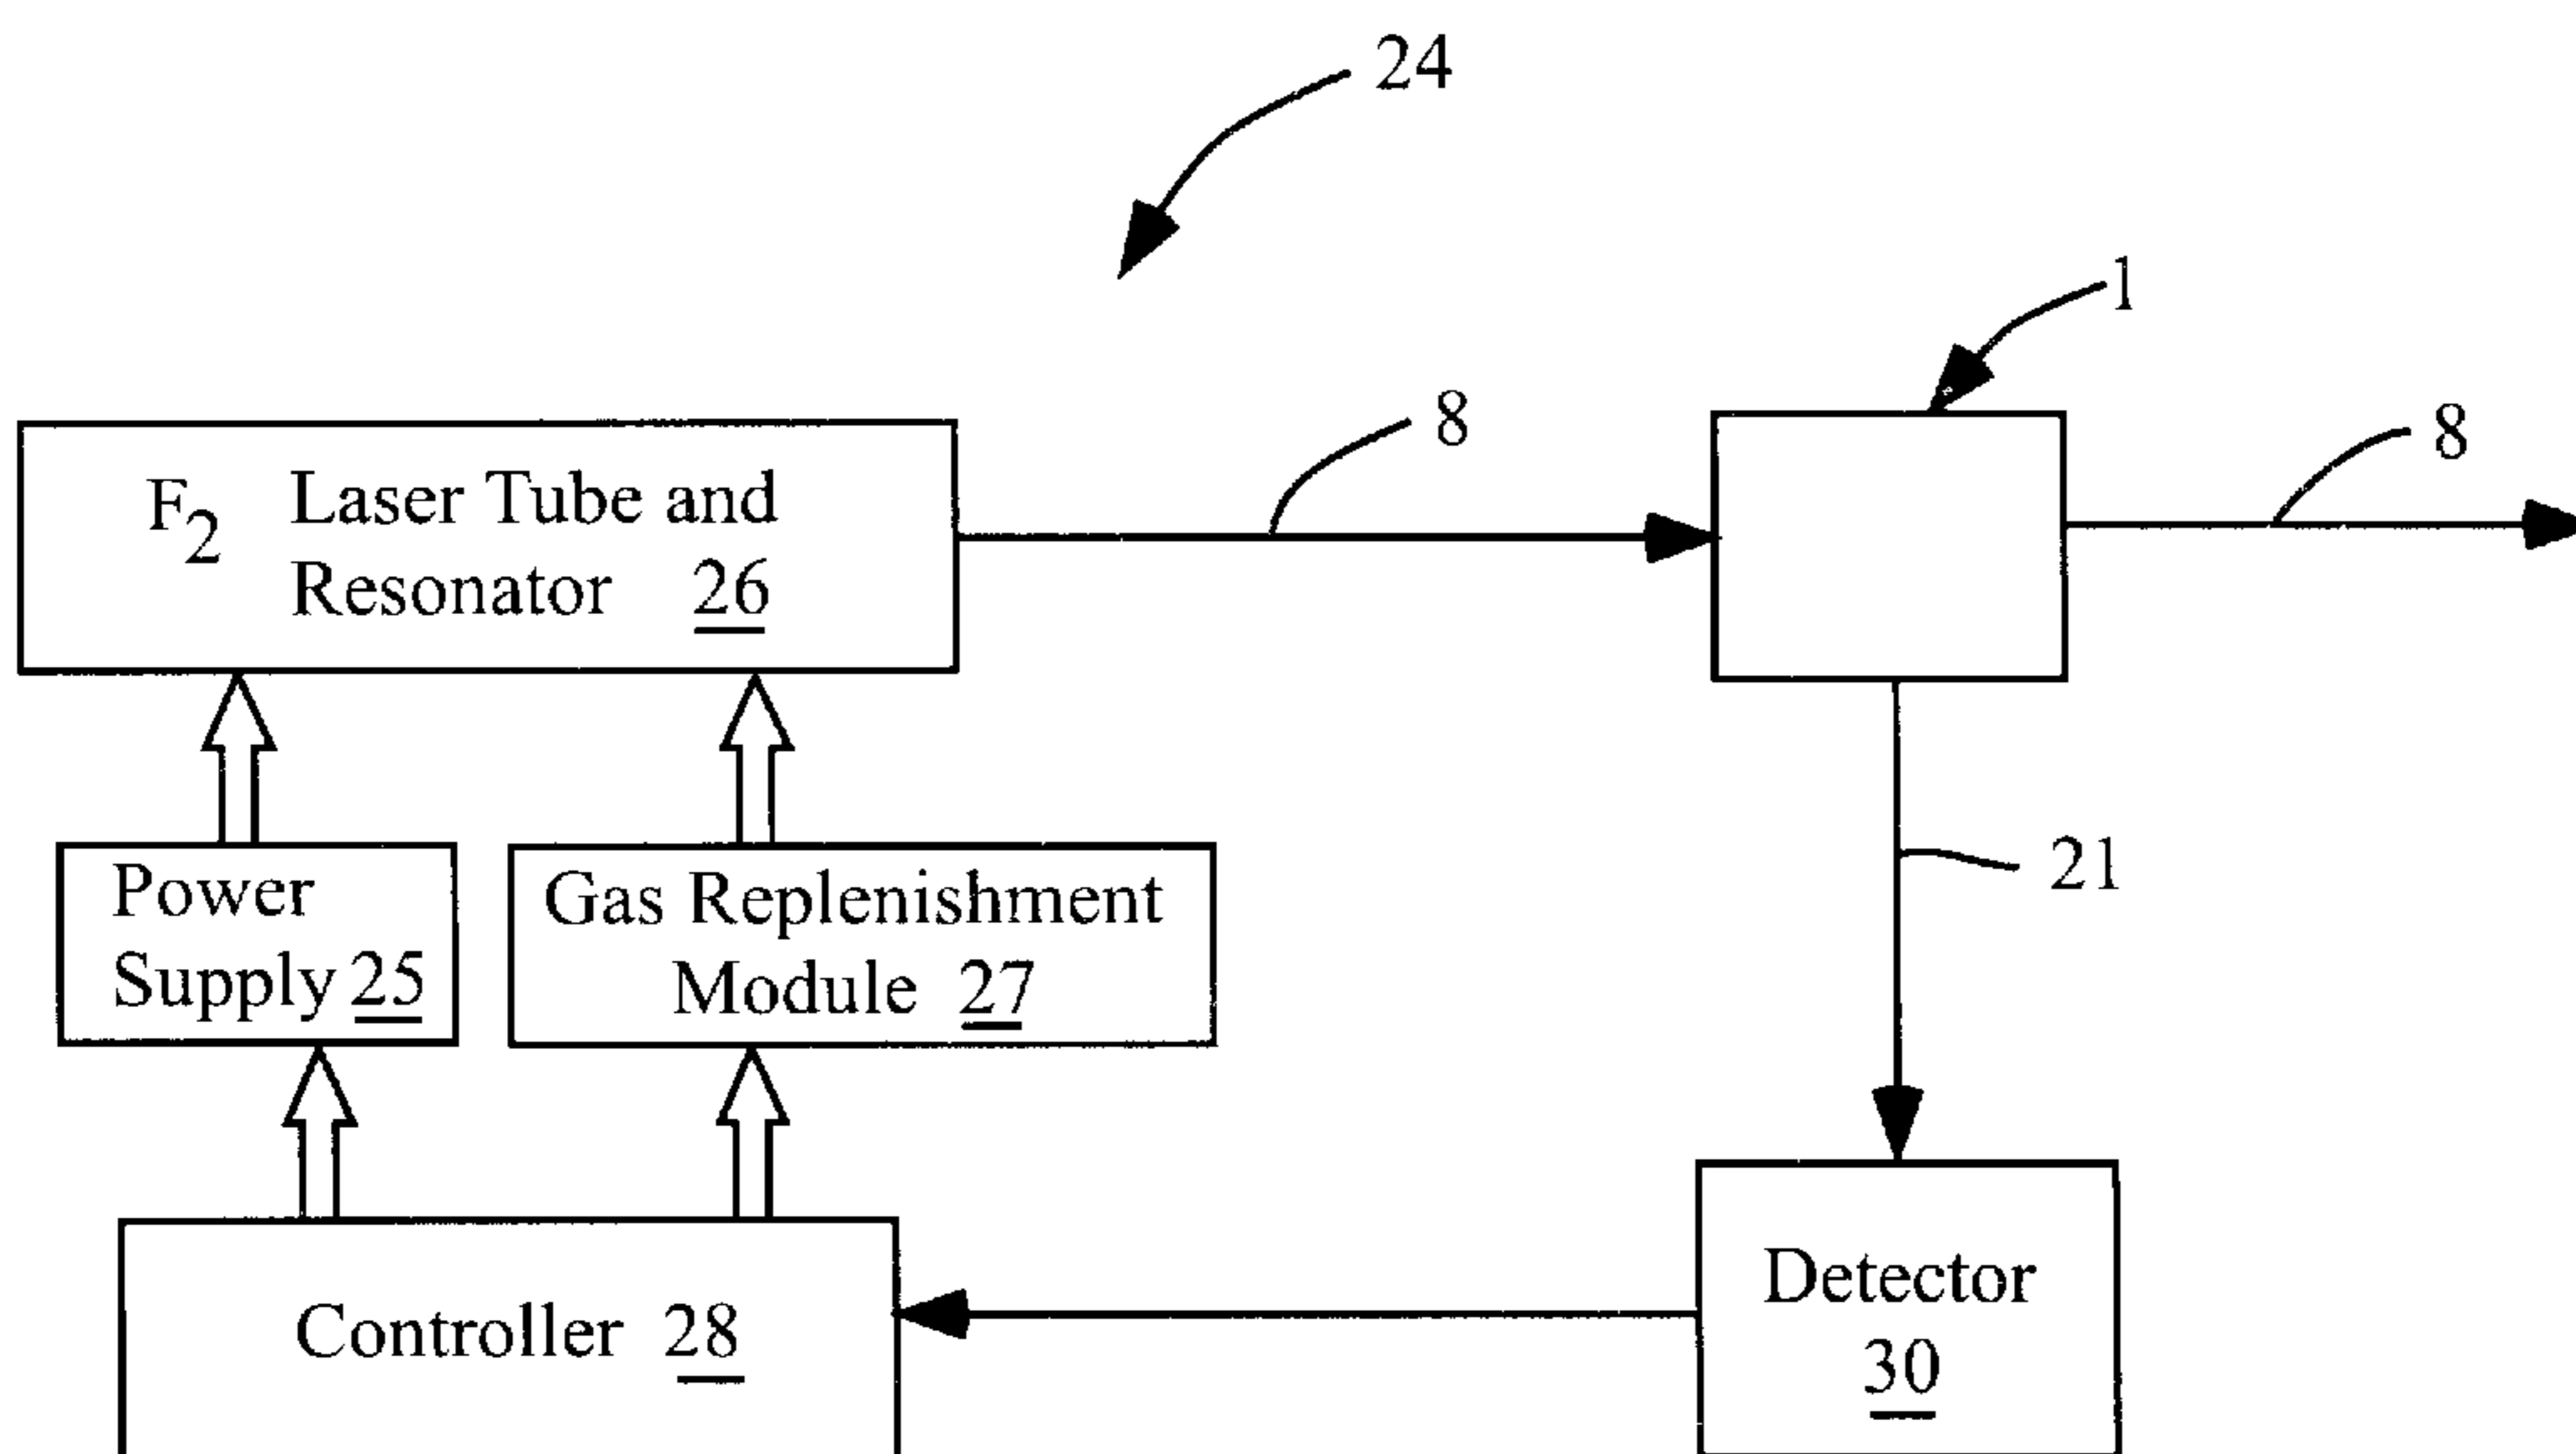 24
1
8
8
F2 Laser Tube and
Resonator 26
Power
Supply 25
Gas Replenishment
Module 27
21
Controller 28
Detector
30